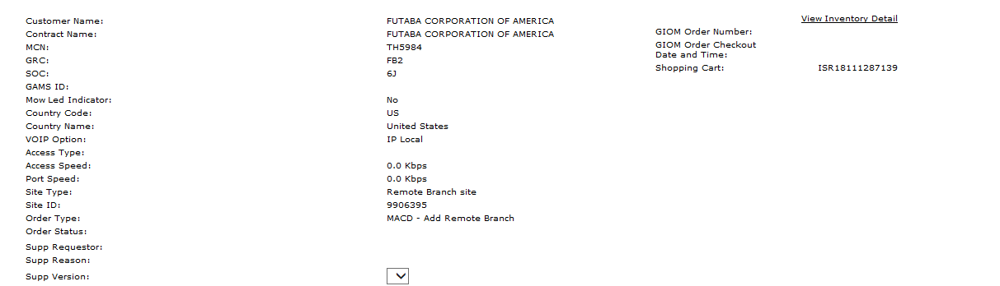 Customer Name: FUTABA CORPORATION OF AMERICA
Contract Name: FUTABA CORPORATION OF AMERICA
MCN: TH5984
GRC: FB2
SOC: 6J
GAMS ID:
Mow Led Indicator: No
Country Code: US
Country Name: United States
VOIP Option: IP Local
Access Type:
Access Speed: 0.0 Kbps
Port Speed: 0.0 Kbps
Site Type: Remote Branch site
Site ID: 9906395
Order Type: MACD - Add Remote Branch
Order Status:
Supp Requestor:
Supp Reason:
Supp Version:
View Inventory Detail
GIOM Order Number:
GIOM Order Checkout
Date and Time:
Shopping Cart: ISR18111287139